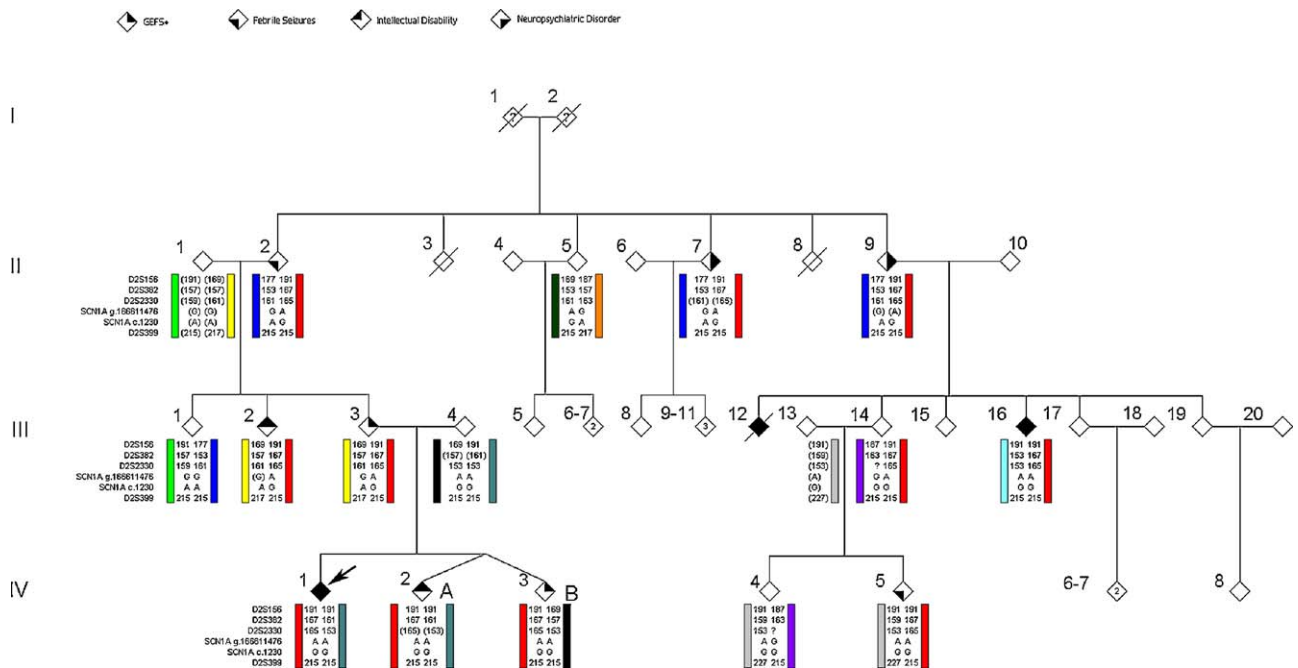 GEFS+ Febrile Seizures Intellectual Disability Neuropsychiatric Disorder
1 2
I
? ?
1 2 3 4 5 6 7 8 9 10
II
D2S156 (191) (169) 177 191 169 187 177 191 177 191
D2S382 (157) (157) 153 167 153 157 153 167 153 167
D2S2330 (159) (161) 161 165 161 163 (161) (165) 161 165
SCN1A g.166811476 (G) (G) G A A G G A (G) (A)
SCN1A c.1230 (A) (A) A G G A A G A G
D2S399 (215) (217) 215 215 215 217 215 215 215 215
1 2 3 4 5 6-7 8 9-11 12 13 14 15 16 17 18 19 20
III
2 3
D2S156 191 177 169 191 169 191 169 191 (191) 187 191 191 191
D2S382 157 153 157 167 157 167 (157) (161) (159) 163 167 167 167
D2S2330 159 161 161 165 161 165 153 153 (153) ? 165 153 165
SCN1A g.166811476 G G (G) A G A A A (A) G A A A
SCN1A c.1230 A A A G A G G G (G) G G G G
D2S399 215 215 217 215 217 215 215 215 (227) 215 215 215 215
1 2 A 3 B 4 5 6-7 8
IV
2
D2S156 191 191 191 191 191 169 191 187 191 191
D2S382 167 161 167 161 167 157 159 163 159 167
D2S2330 165 153 (165) (153) 165 153 153 ? 153 165
SCN1A g.166811476 A A A A A A A G A A
SCN1A c.1230 G G G G G G G G G G
D2S399 215 215 215 215 215 215 227 215 227 215